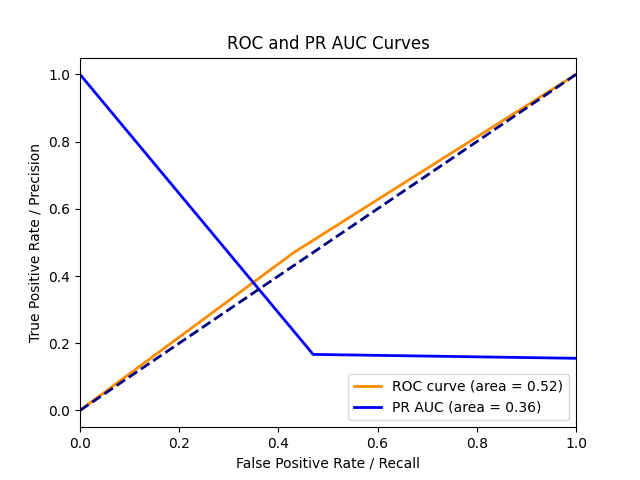 ROC and PR AUC Curves
True Positive Rate / Precision
1.0
0.8
0.6
0.4
0.2
0.0
ROC curve (area = 0.52)
PR AUC (area = 0.36)
0.0 0.2 0.4 0.6 0.8 1.0
False Positive Rate / Recall